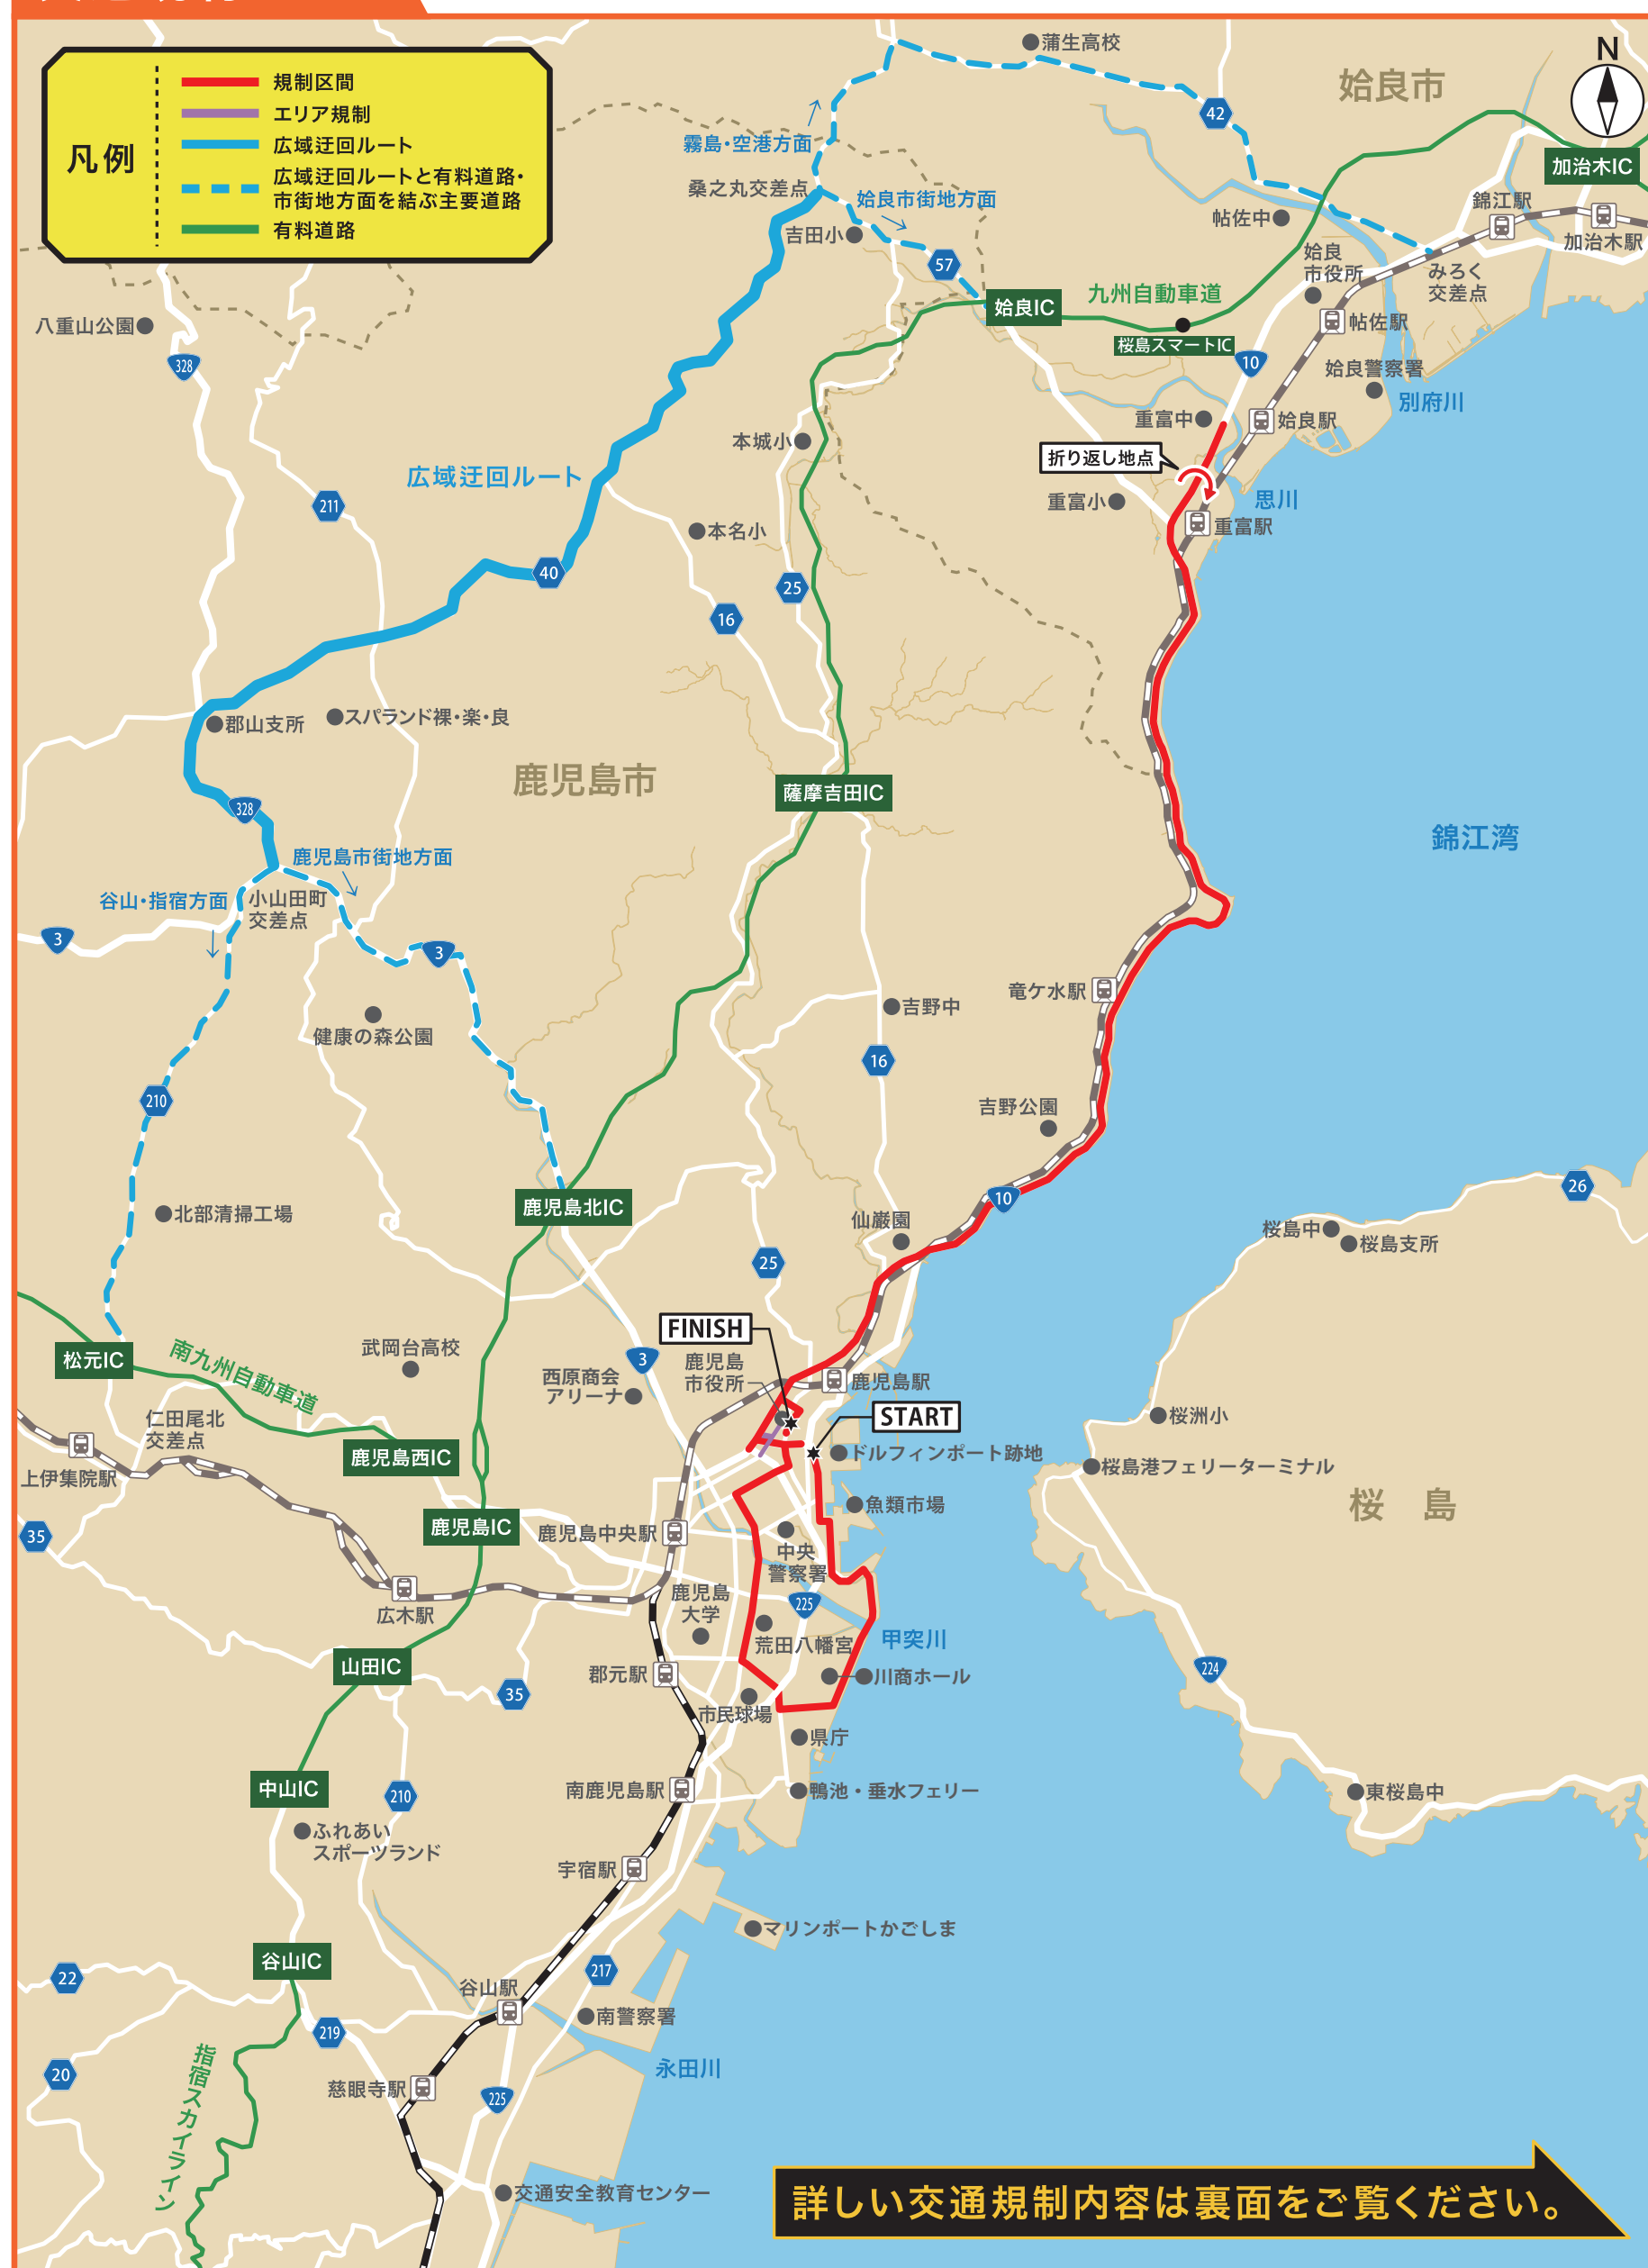 凡例
規制区間
エリア規制
広域迂回ルート
広域迂回ルートと有料道路・
市街地方面を結ぶ主要道路
有料道路
N
蒲生高校
姶良市
42
霧島・空港方面
加治木IC
桑之丸交差点
姶良市街地方面
錦江駅
帖佐中
吉田小
加治木駅
姶良
市役所
57
みろく
交差点
姶良IC
九州自動車道
八重山公園
帖佐駅
桜島スマートIC
328
10
姶良警察署
別府川
重富中
姶良駅
本城小
折り返し地点
広域迂回ルート
重富小
思川
211
重富駅
本名小
40
25
16
郡山支所
スパランド裸・楽・良
鹿児島市
薩摩吉田IC
328
錦江湾
鹿児島市街地方面
谷山・指宿方面
小山田町
交差点
3
3
竜ケ水駅
吉野中
健康の森公園
16
210
吉野公園
26
10
鹿児島北IC
北部清掃工場
仙巌園
桜島中
桜島支所
25
FINISH
松元IC
南九州自動車道
武岡台高校
3
鹿児島
市役所
西原商会
アリーナ
鹿児島駅
仁田尾北
交差点
START
桜洲小
上伊集院駅
鹿児島西IC
ドルフィンポート跡地
桜島港フェリーターミナル
魚類市場
桜島
35
鹿児島IC
鹿児島中央駅
中央
警察署
広木駅
鹿児島
大学
225
荒田八幡宮
甲突川
山田IC
郡元駅
川商ホール
224
35
市民球場
県庁
中山IC
210
南鹿児島駅
鴨池・垂水フェリー
東桜島中
ふれあい
スポーツランド
宇宿駅
マリンポートかごしま
谷山IC
22
217
谷山駅
南警察署
219
永田川
20
指宿スカイライン
慈眼寺駅
225
交通安全教育センター
詳しい交通規制内容は裏面をご覧ください。